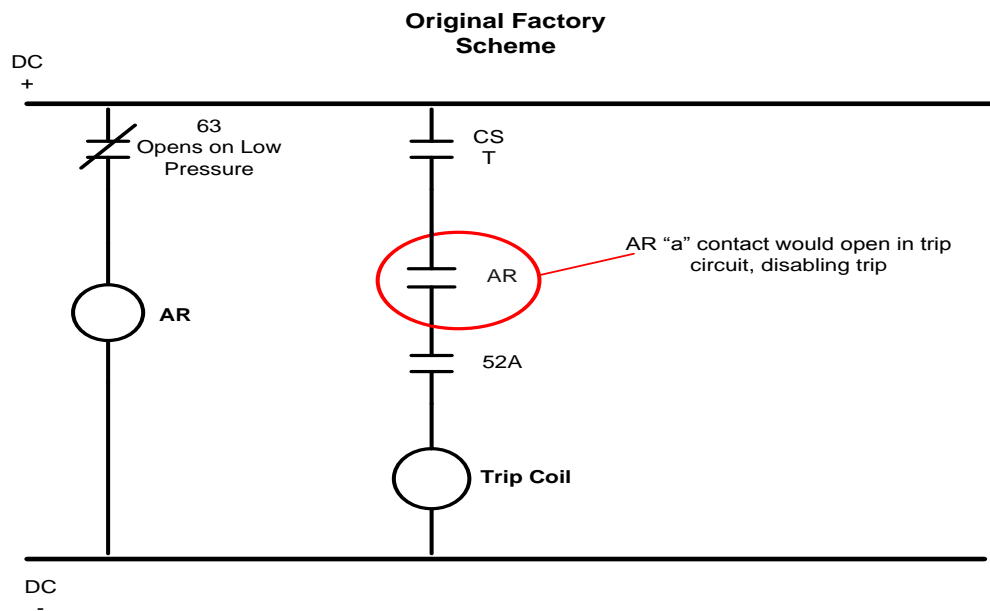 Original Factory
Scheme
DC
+
63
Opens on Low
Pressure
CS
T
AR “a” contact would open in trip
circuit, disabling trip
AR
AR
52A
Trip Coil
DC
-